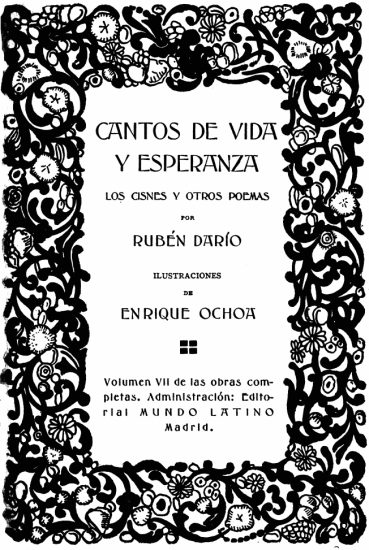 CANTOS DE VIDA
Y ESPERANZA
LOS CISNES Y OTROS POEMAS
POR
RUBÉN DARÍO
ILUSTRACIONES
DE
ENRIQUE OCHOA
Volumen VII de las obras com-
pletas. Administración: Edito-
rial MUNDO LATINO
Madrid.